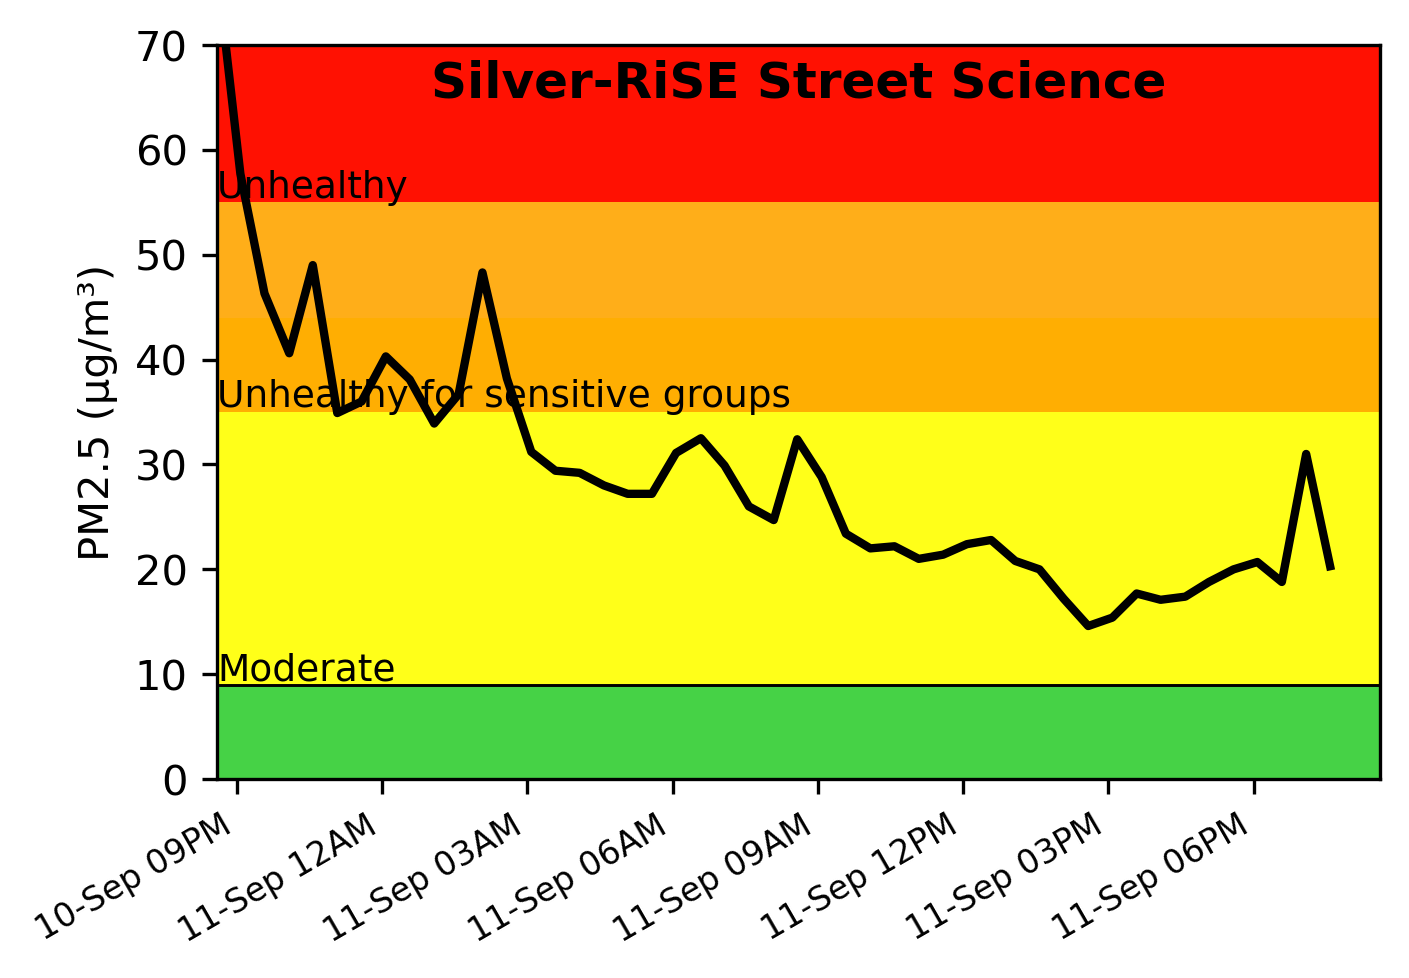 Silver-RiSE Street Science
PM2.5 (µg/m³)
70
60
50
40
30
20
10
0
Unhealthy
Unhealthy for sensitive groups
Moderate
10-Sep 09PM
11-Sep 12AM
11-Sep 03AM
11-Sep 06AM
11-Sep 09AM
11-Sep 12PM
11-Sep 03PM
11-Sep 06PM